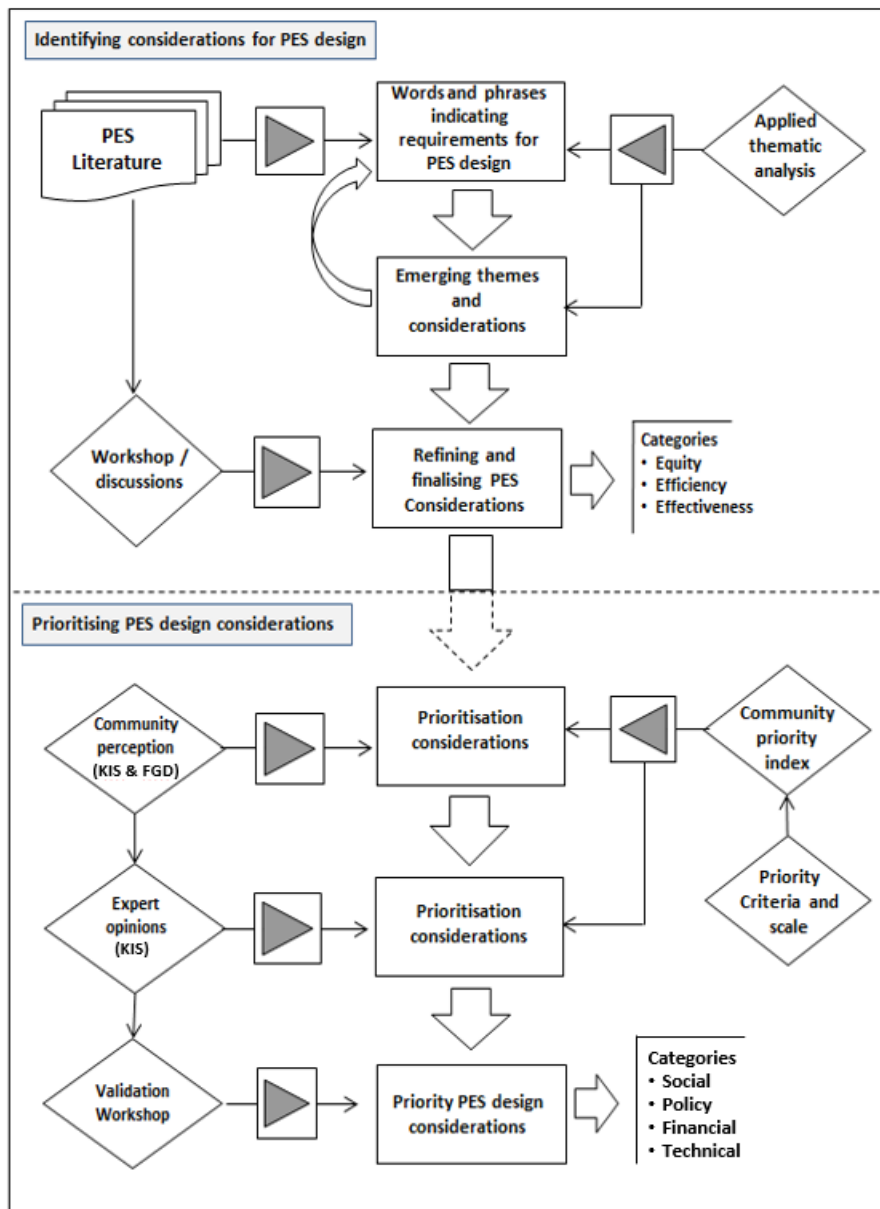 Identifying considerations for PES design
PES
Literature
Words and phrases
indicating
requirements for
PES design
Applied
thematic
analysis
Emerging themes
and
considerations
Workshop /
discussions
Refining and
finalising PES
Considerations
Categories
• Equity
• Efficiency
• Effectiveness
Prioritising PES design considerations
Community
perception
(KIS & FGD)
Prioritisation
considerations
Community
priority
index
Expert
opinions
(KIS)
Prioritisation
considerations
Priority
Criteria and
scale
Validation
Workshop
Priority PES design
considerations
Categories
• Social
• Policy
• Financial
• Technical